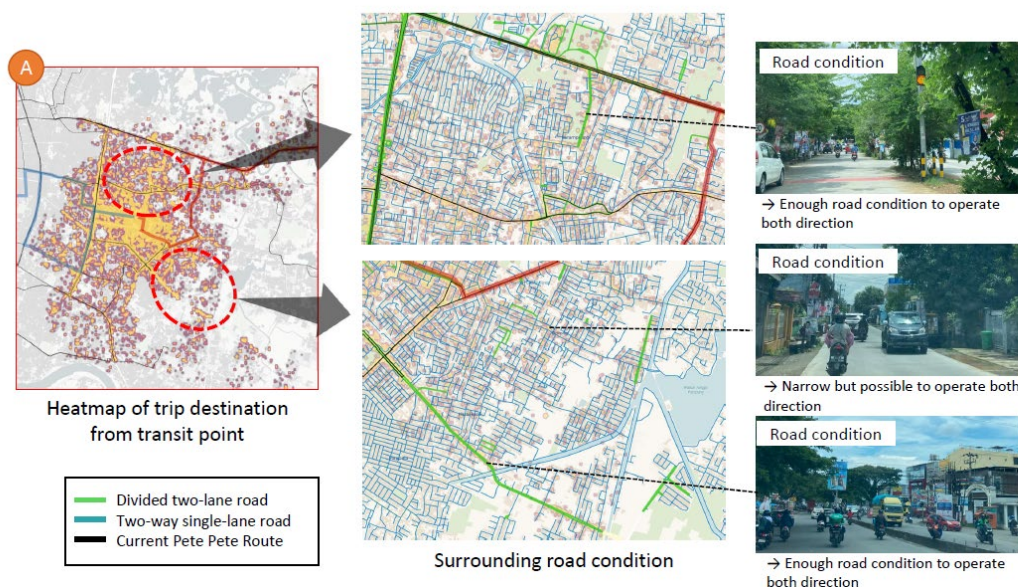 A
Heatmap of trip destination
from transit point
Divided two-lane road
Two-way single-lane road
Current Pete Pete Route
Surrounding road condition
Road condition
→ Enough road condition to operate
both direction
Road condition
→ Narrow but possible to operate both
direction
Road condition
→ Enough road condition to operate
both direction